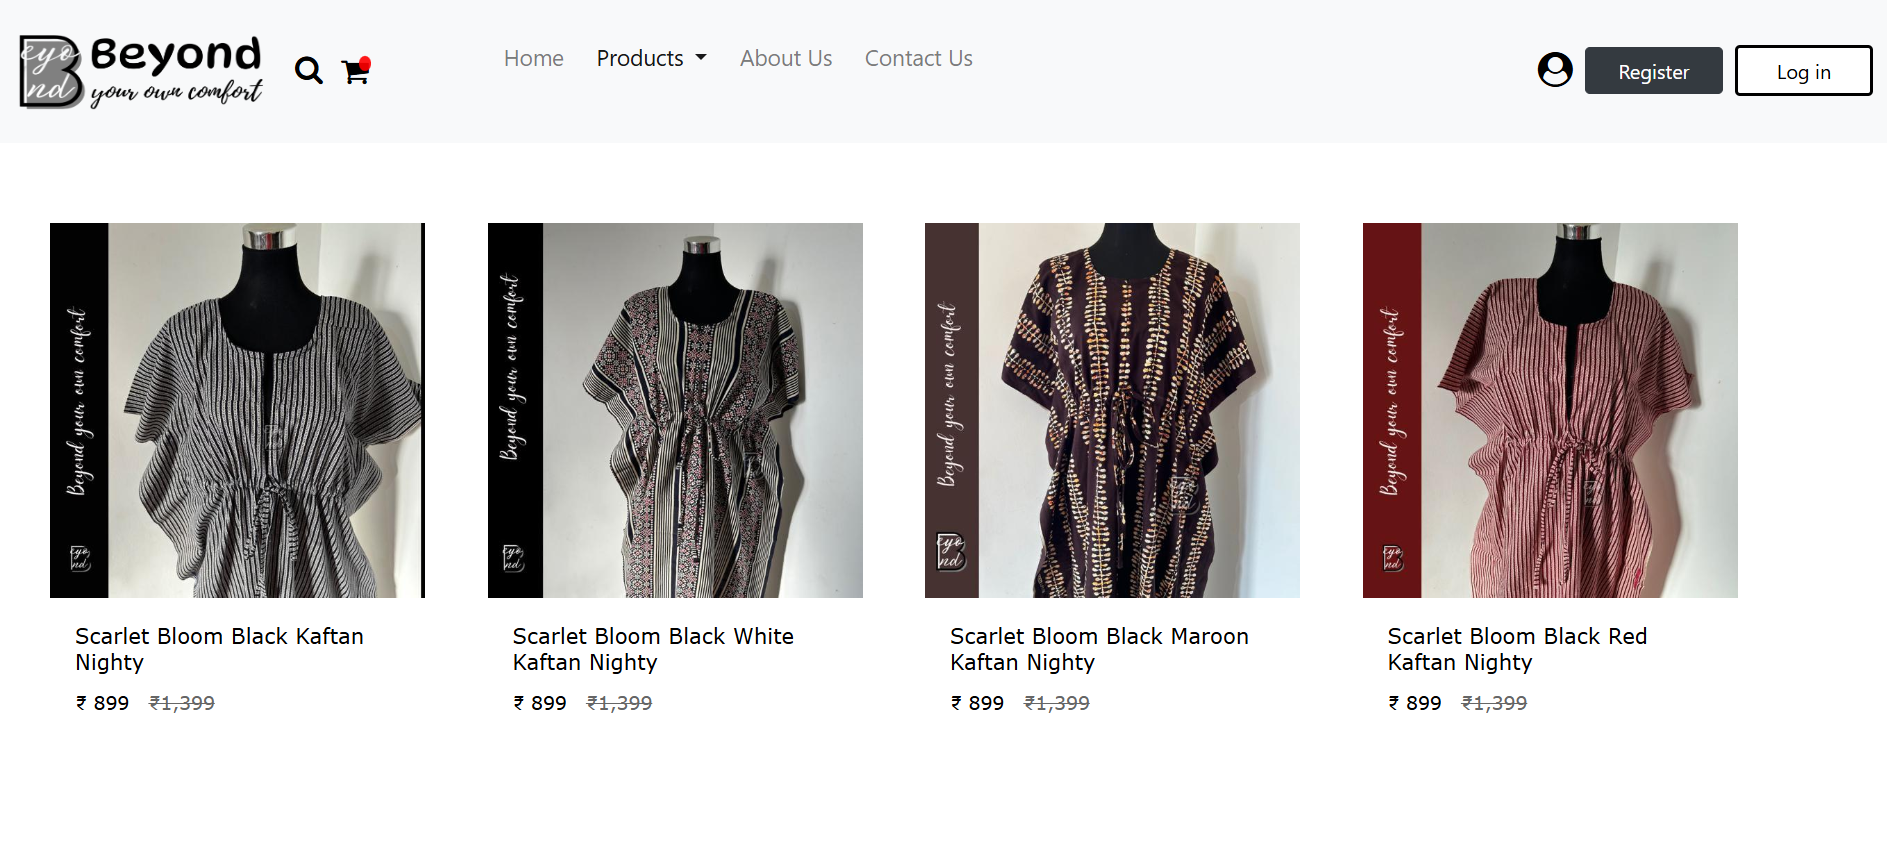 eyo
B
nd
Beyond
your own comfort
Home
Products
About Us
Contact Us
Register
Log in
Beyond your own comfort
eyo
nd
Beyond your own comfort
eyo
nd
Beyond your own comfort
eyo
B
nd
Beyond your own comfort
eyo
nd
Scarlet Bloom Black Kaftan
Nighty
₹ 899 ₹1,399
Scarlet Bloom Black White
Kaftan Nighty
₹ 899 ₹1,399
Scarlet Bloom Black Maroon
Kaftan Nighty
₹ 899 ₹1,399
Scarlet Bloom Black Red
Kaftan Nighty
₹ 899 ₹1,399